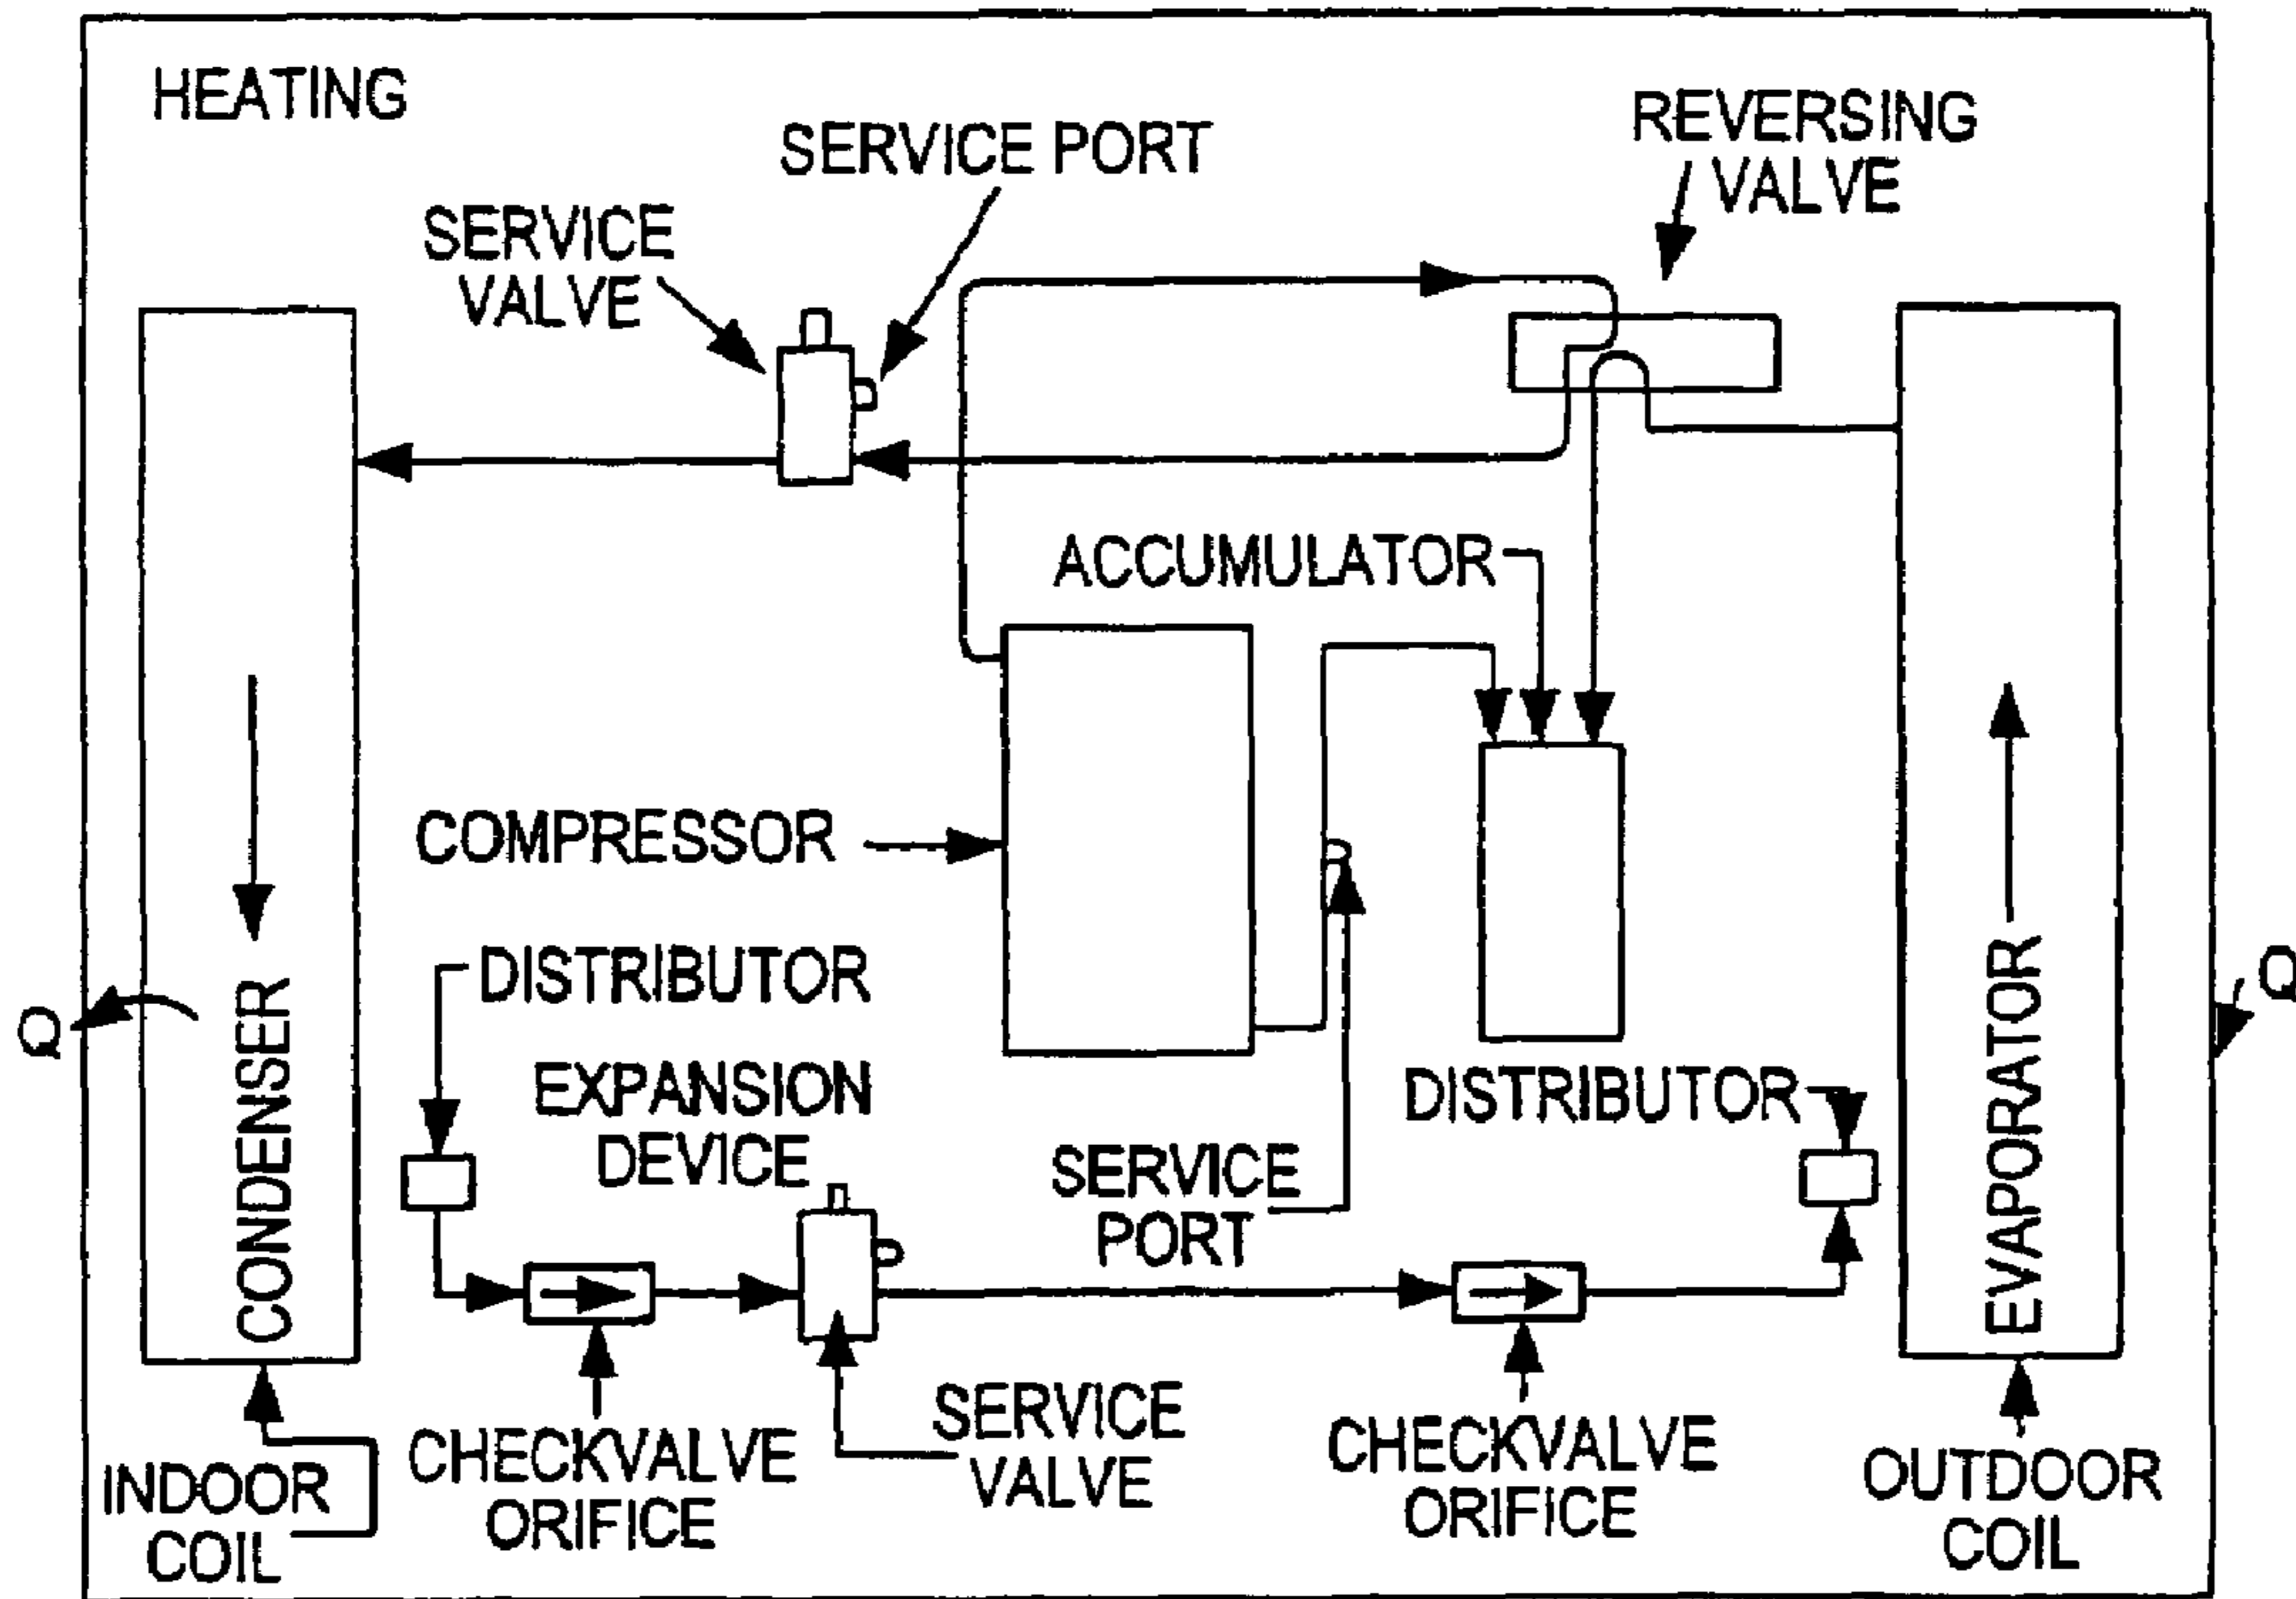 HEATING
SERVICE PORT
REVERSING
VALVE
SERVICE
VALVE
ACCUMULATOR
COMPRESSOR
DISTRIBUTOR
EXPANSION
DEVICE
DISTRIBUTOR
SERVICE
PORT
CONDENSER
EVAPORATOR
Q
Q
SERVICE
VALVE
CHECKVALVE
ORIFICE
CHECKVALVE
ORIFICE
INDOOR
COIL
OUTDOOR
COIL